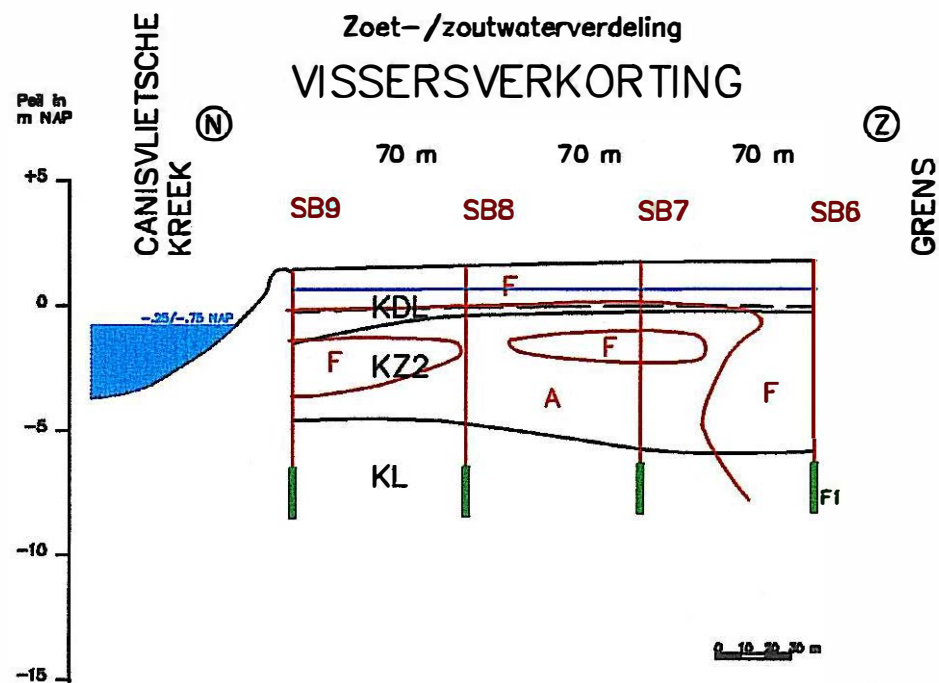 Zoet-/zoutwaterverdeling
VISSERSVERKORTING
Peil in
m NAP
CANISVLIETSCHE
KREEK
N
Z
GRENS
70 m 70 m 70 m
+5
SB9 SB8 SB7 SB6
F
0
KDL
-.25/-.75 NAP
F KZ2 F
A F
-5
KL
F1
-10
0 10 20 30 m
-15